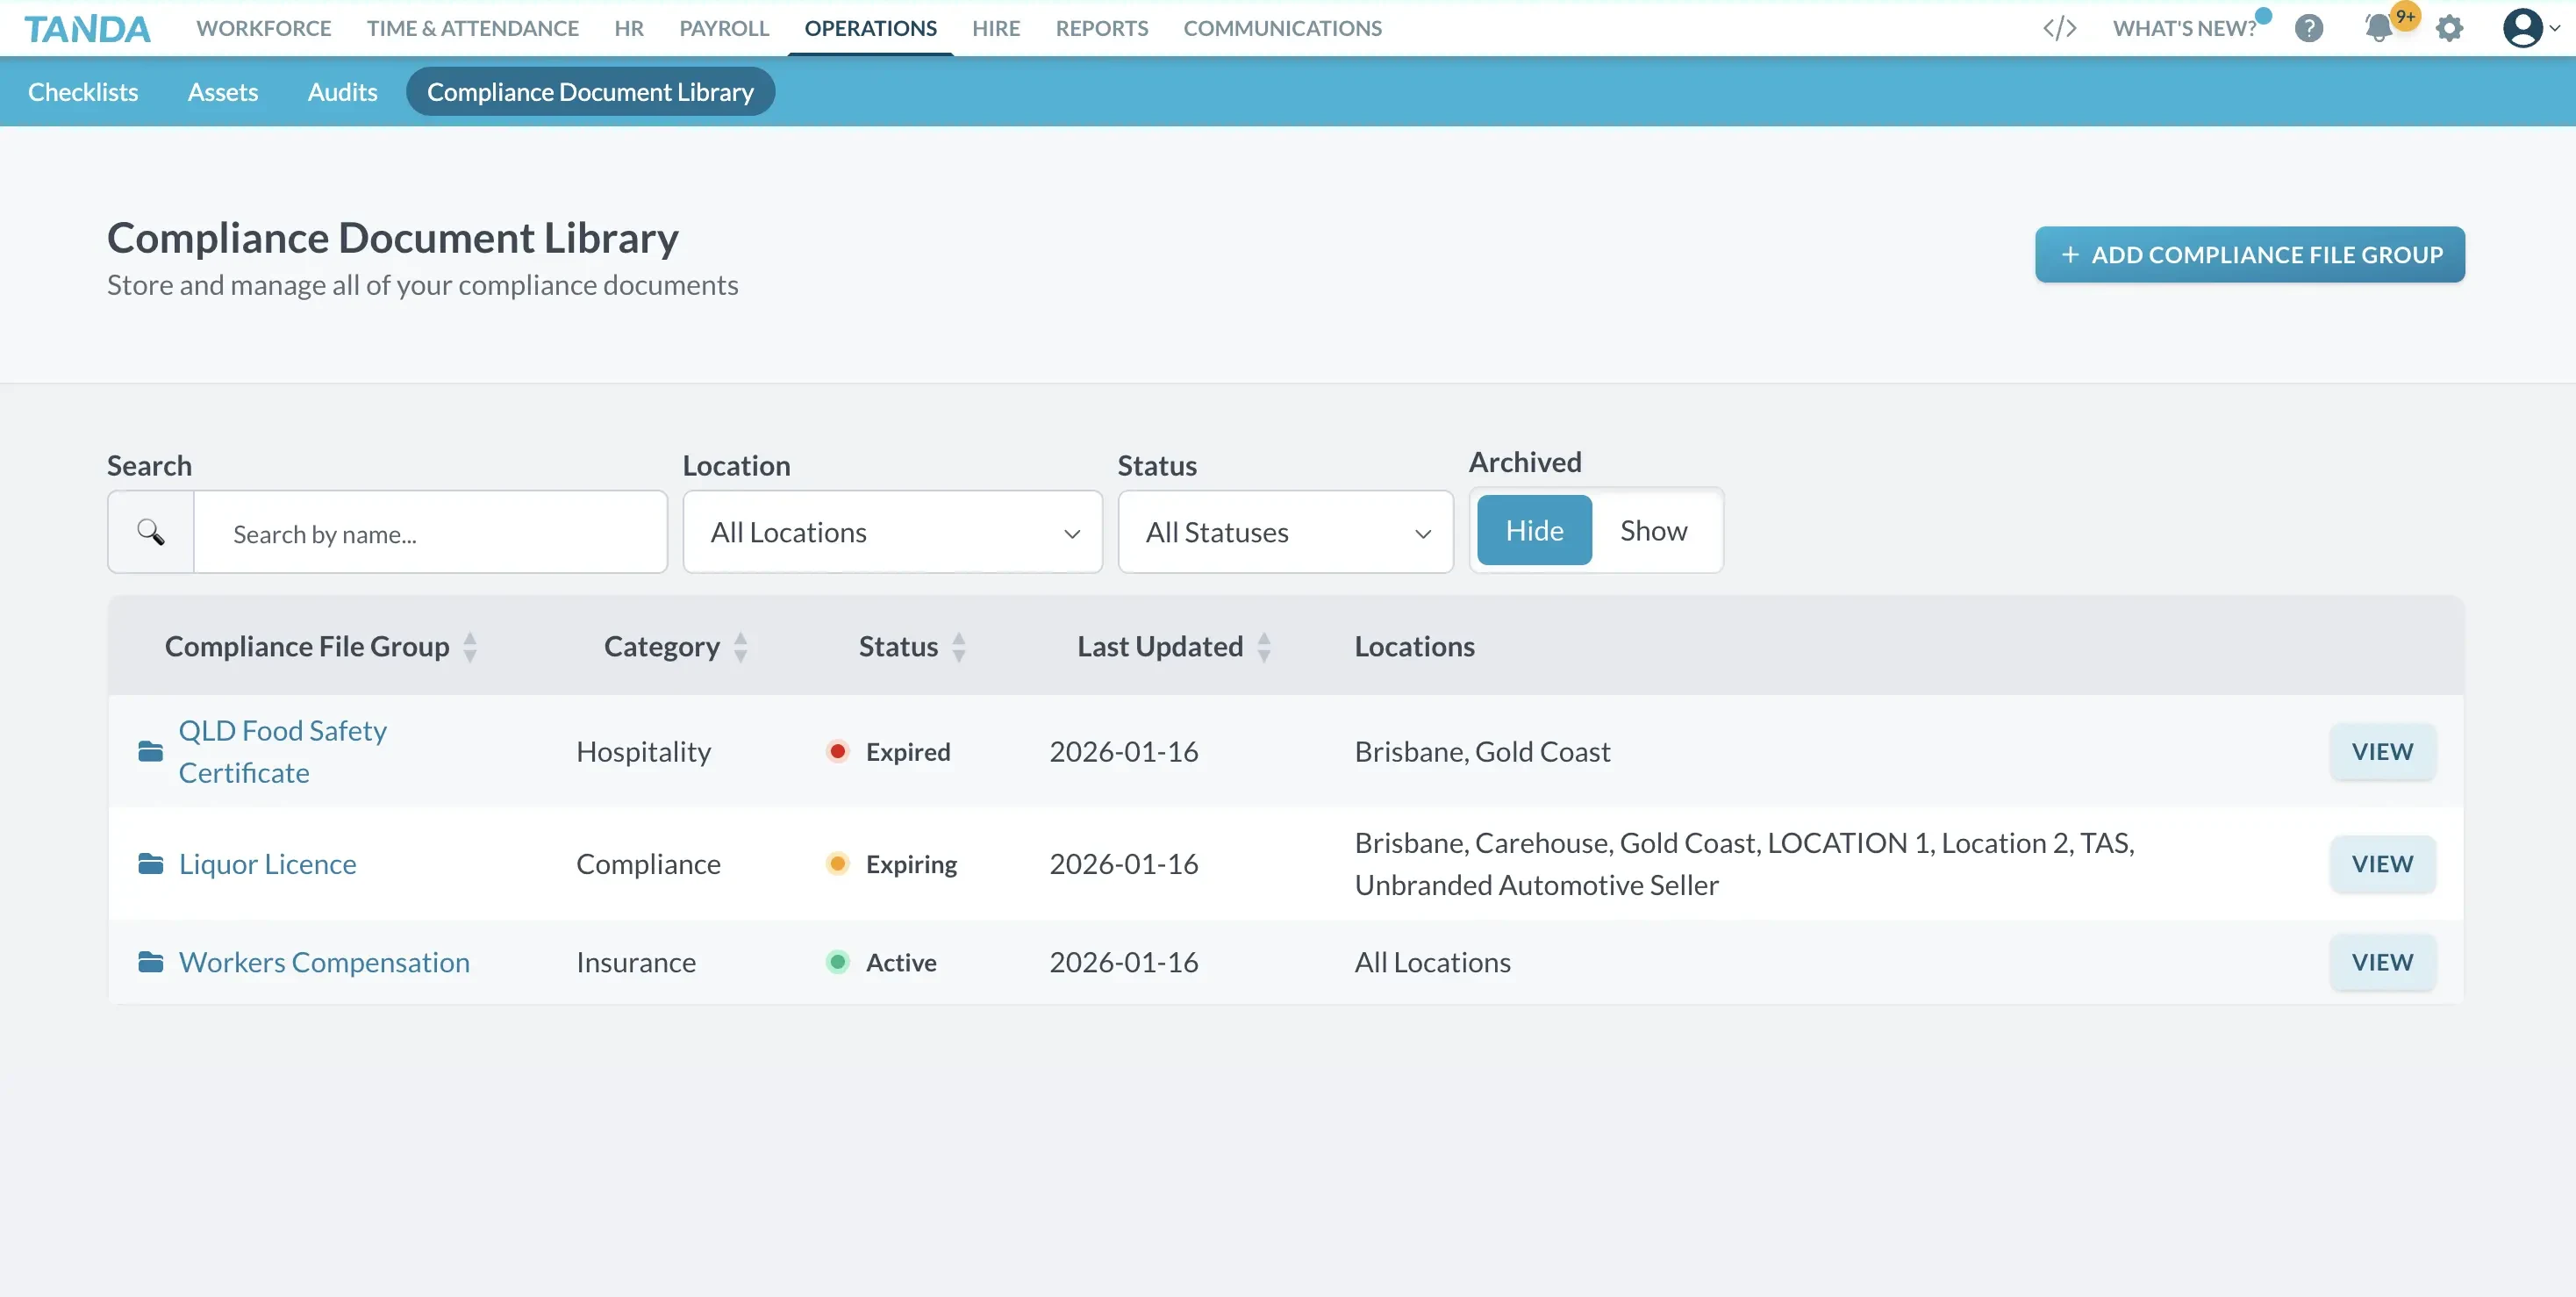 TANDA WORKFORCE TIME & ATTENDANCE HR PAYROLL OPERATIONS HIRE REPORTS COMMUNICATIONS </> WHAT'S NEW? ? 9+
Checklists Assets Audits Compliance Document Library
Compliance Document Library
Store and manage all of your compliance documents
+ ADD COMPLIANCE FILE GROUP
Search Location Status Archived
Search by name... All Locations All Statuses Hide Show
Compliance File Group Category Status Last Updated Locations
QLD Food Safety
Certificate
Hospitality Expired 2026-01-16 Brisbane, Gold Coast VIEW
Liquor Licence Compliance Expiring 2026-01-16 Brisbane, Carehouse, Gold Coast, LOCATION 1, Location 2, TAS,
Unbranded Automotive Seller
VIEW
Workers Compensation Insurance Active 2026-01-16 All Locations VIEW